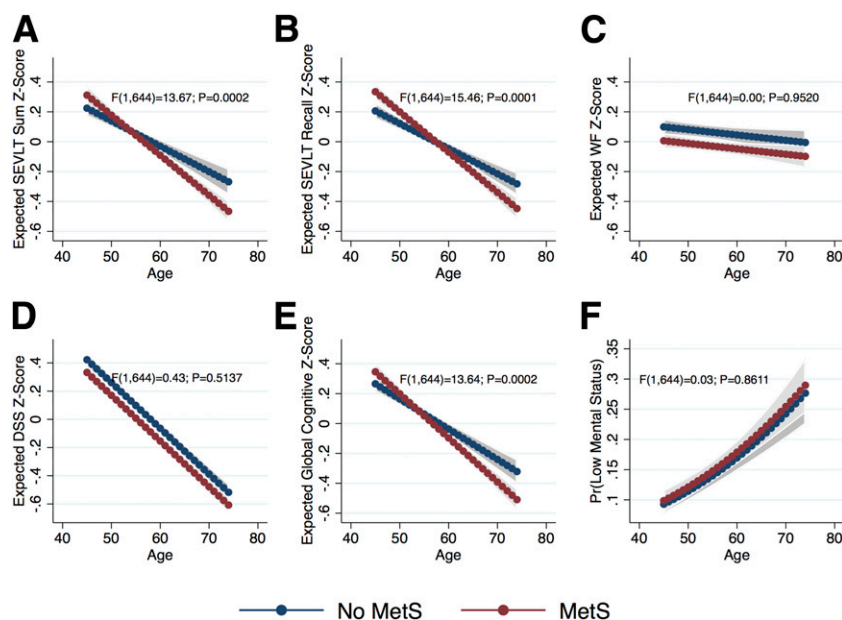 A
Expected SEVLT Sum Z-Score
.4
.2
0
-.2
-.4
-.6
F(1,644)=13.67; P=0.0002
40 50 60 70 80
Age
B
Expected SEVLT Recall Z-Score
.4
.2
0
-.2
-.4
-.6
F(1,644)=15.46; P=0.0001
40 50 60 70 80
Age
C
Expected WF Z-Score
.4
.2
0
-.2
-.4
-.6
F(1,644)=0.00; P=0.9520
40 50 60 70 80
Age
D
Expected DSS Z-Score
.4
.2
0
-.2
-.4
-.6
F(1,644)=0.43; P=0.5137
40 50 60 70 80
Age
E
Expected Global Cognitive Z-Score
.4
.2
0
-.2
-.4
-.6
F(1,644)=13.64; P=0.0002
40 50 60 70 80
Age
F
Pr(Low Mental Status)
.35
.3
.25
.2
.15
.1
F(1,644)=0.03; P=0.8611
40 50 60 70 80
Age
No MetS MetS